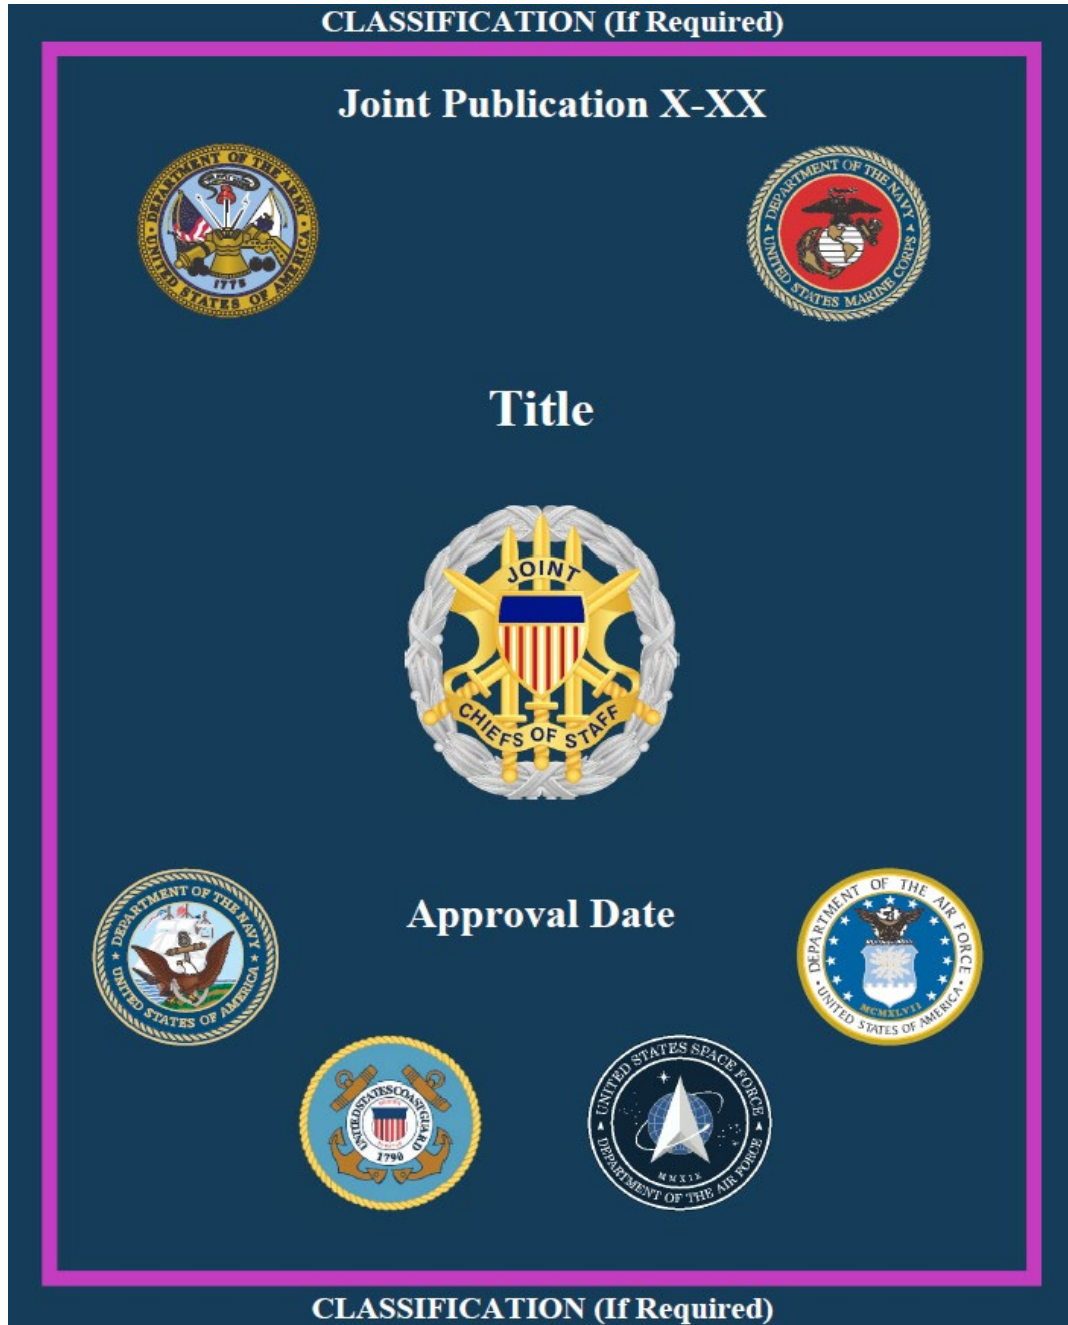 CLASSIFICATION (If Required)
Joint Publication X-XX
DEPARTMENT OF THE ARMY
1775
UNITED STATES OF AMERICA
DEPARTMENT OF THE NAVY
UNITED STATES MARINE CORPS
Title
JOINT
CHIEFS OF STAFF
DEPARTMENT OF THE NAVY
UNITED STATES OF AMERICA
Approval Date
DEPARTMENT OF THE AIR FORCE
MCMXLVII
UNITED STATES OF AMERICA
UNITED STATES COAST GUARD
1790
UNITED STATES SPACE FORCE
MMXIX
DEPARTMENT OF THE AIR FORCE
CLASSIFICATION (If Required)